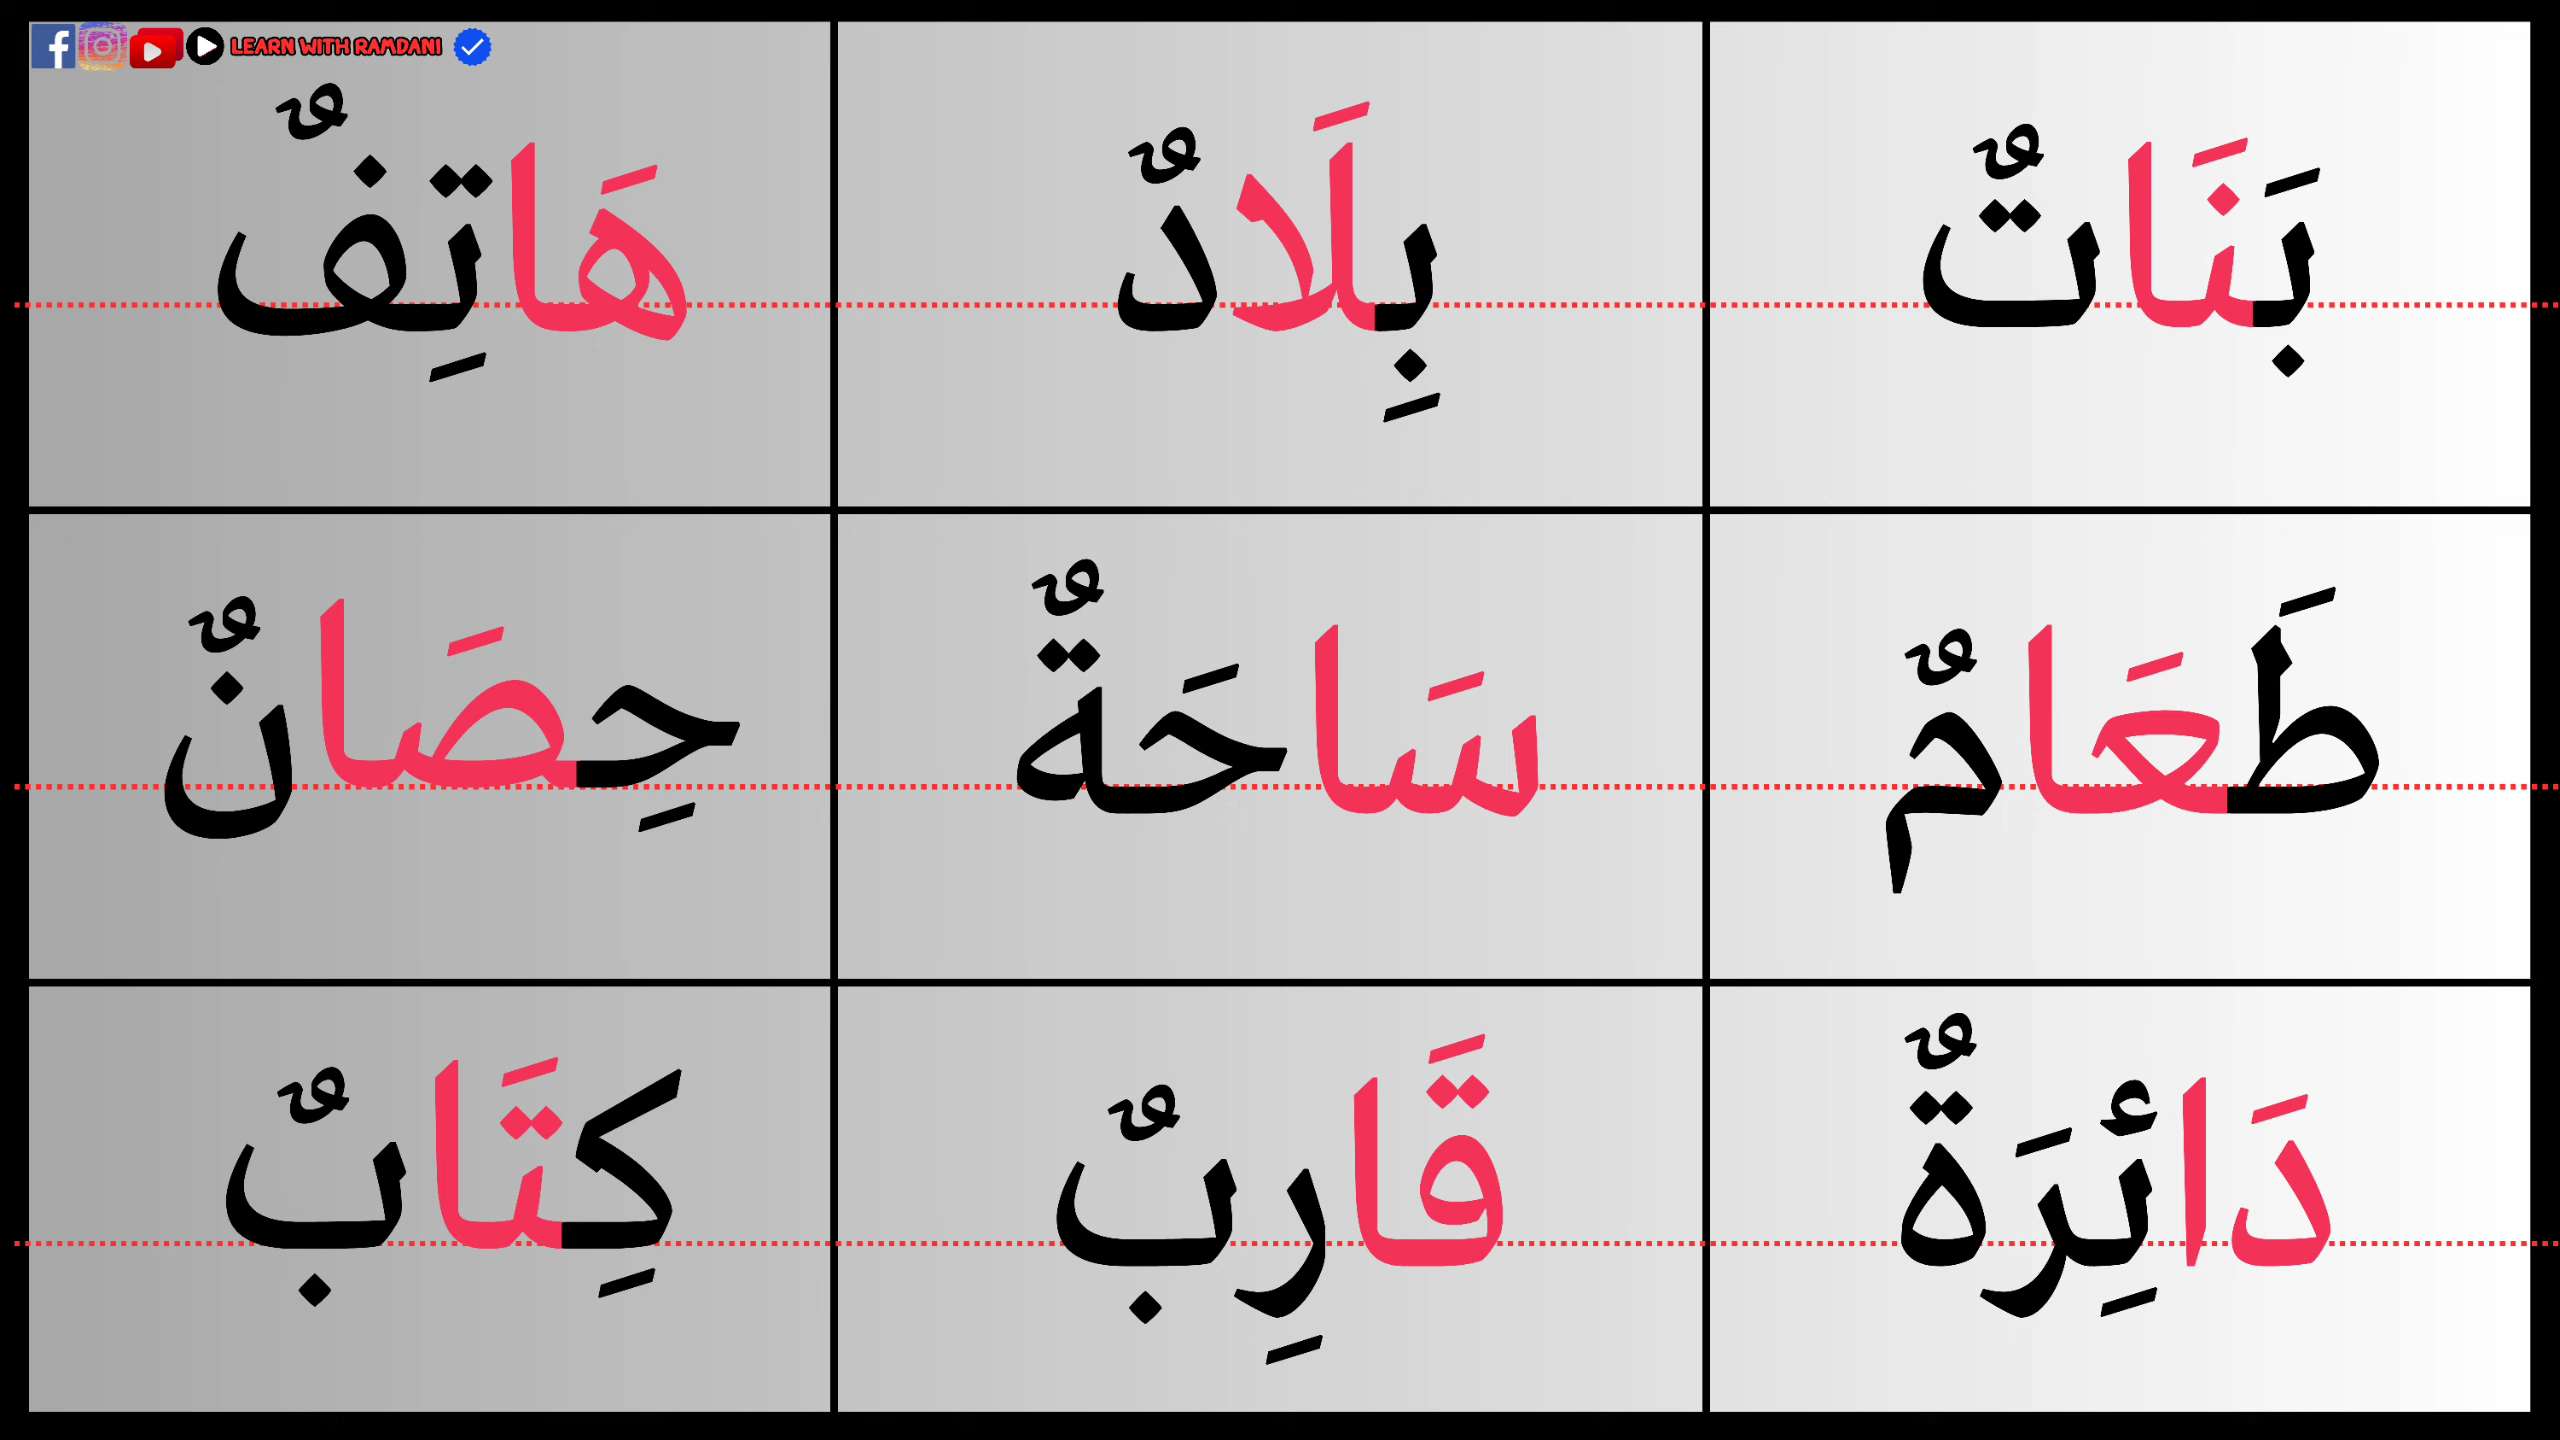 LEARN WITH RAMDANI
بَنَاتٌ بِلَادٌ هَاتِفٌ
طَعَامٌ سَاحَةٌ حِصَانٌ
دَائِرَةٌ قَارِبٌ كِتَابٌ